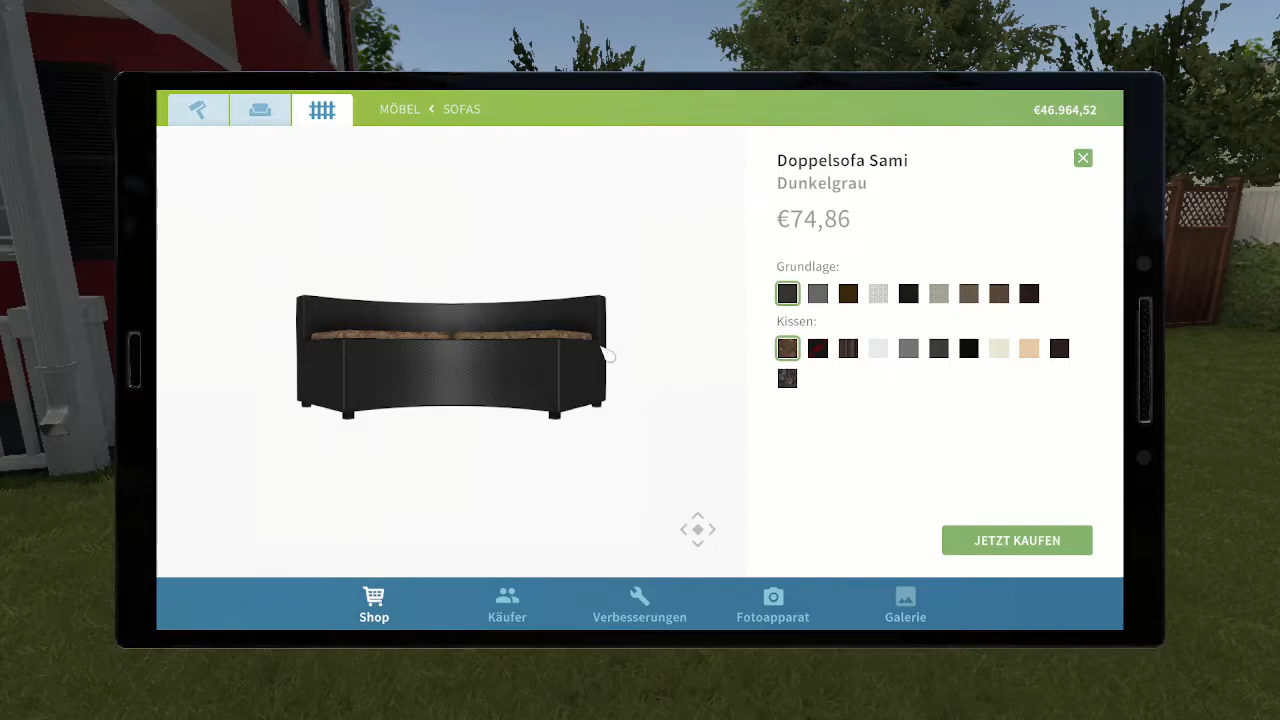 MÖBEL < SOFAS
€46.964,52
Doppelsofa Sami
Dunkelgrau
€74,86
Grundlage:
Kissen:
JETZT KAUFEN
Shop
Käufer
Verbesserungen
Fotoapparat
Galerie